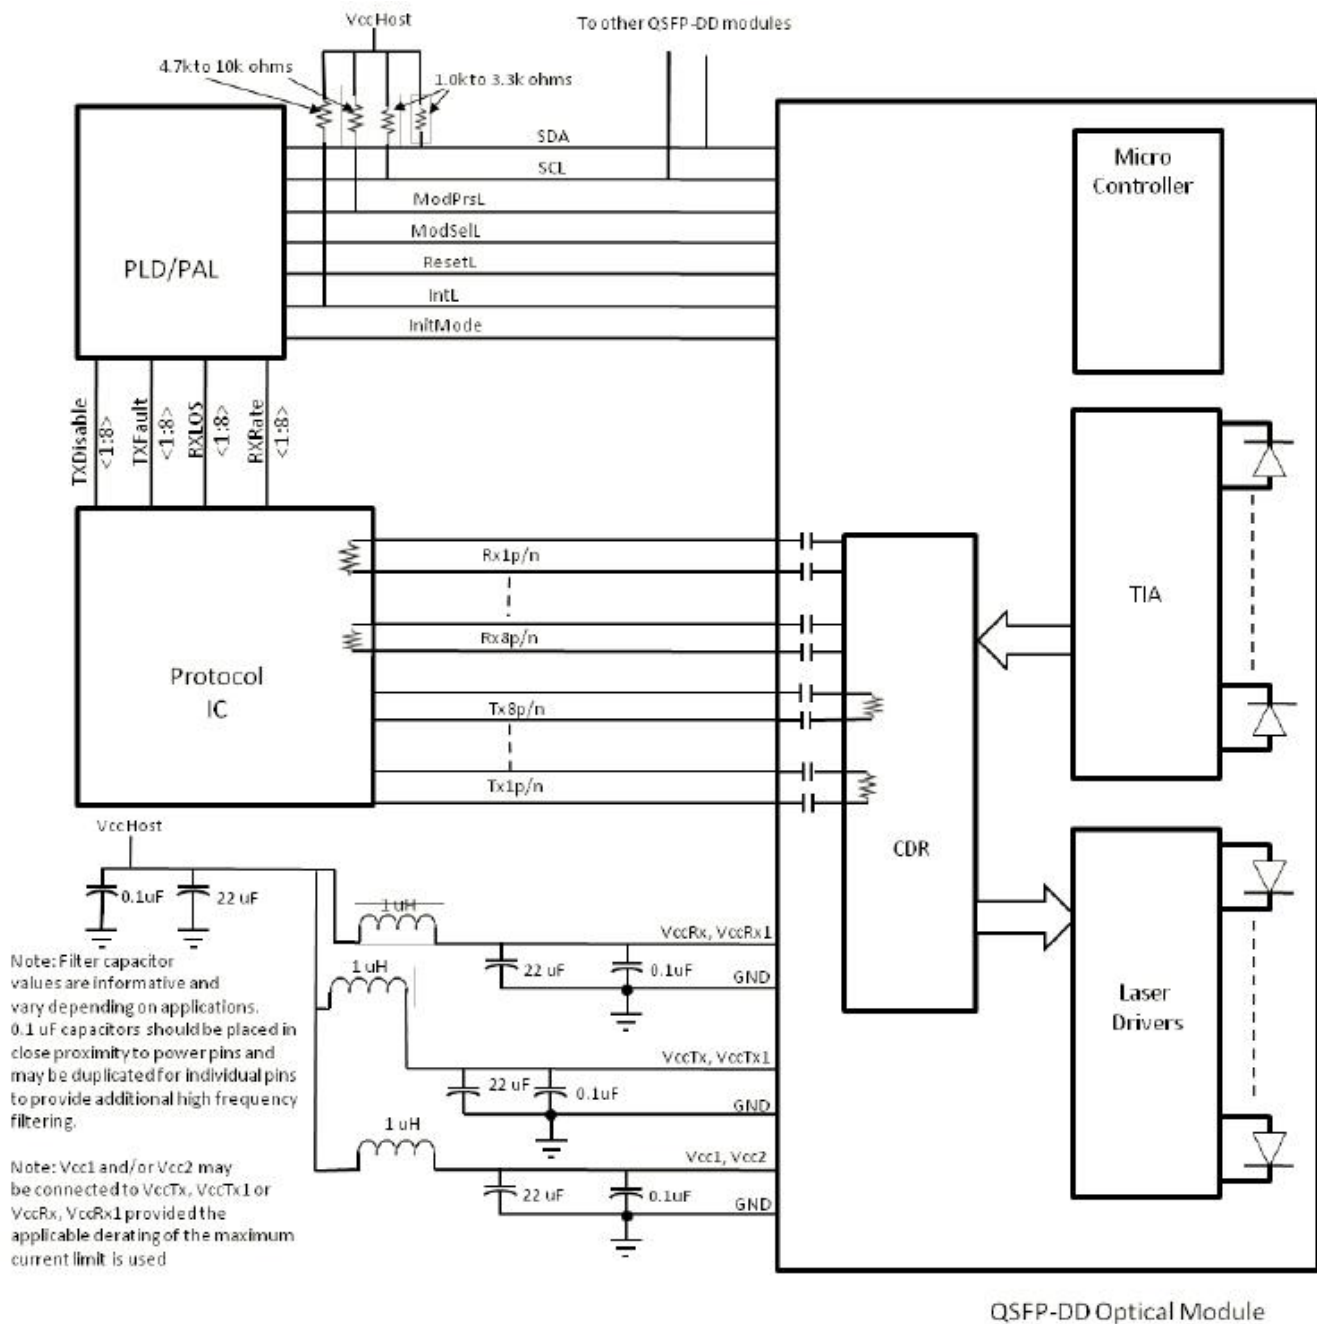 VccHost
To other QSFP-DD modules
4.7k to 10k ohms
1.0k to 3.3k ohms
SDA
SCL
ModPrsL
ModSelL
ResetL
IntL
InitMode
PLD/PAL
Micro
Controller
TXDisable
<1:8>
TXFault
<1:8>
RXLOS
<1:8>
RXRate
<1:8>
Rx1p/n
Rx8p/n
Tx8p/n
Tx1p/n
Protocol
IC
TIA
CDR
Laser
Drivers
VccHost
0.1uF
22 uF
1 uH
VccRx, VccRx1
22 uF
0.1uF
GND
1 uH
VccTx, VccTx1
22 uF
0.1uF
GND
1 uH
Vcc1, Vcc2
22 uF
0.1uF
GND
Note: Filter capacitor
values are informative and
vary depending on applications.
0.1 uF capacitors should be placed in
close proximity to power pins and
may be duplicated for individual pins
to provide additional high frequency
filtering.
Note: Vcc1 and/or Vcc2 may
be connected to VccTx, VccTx1 or
VccRx, VccRx1 provided the
applicable derating of the maximum
current limit is used
QSFP-DD Optical Module